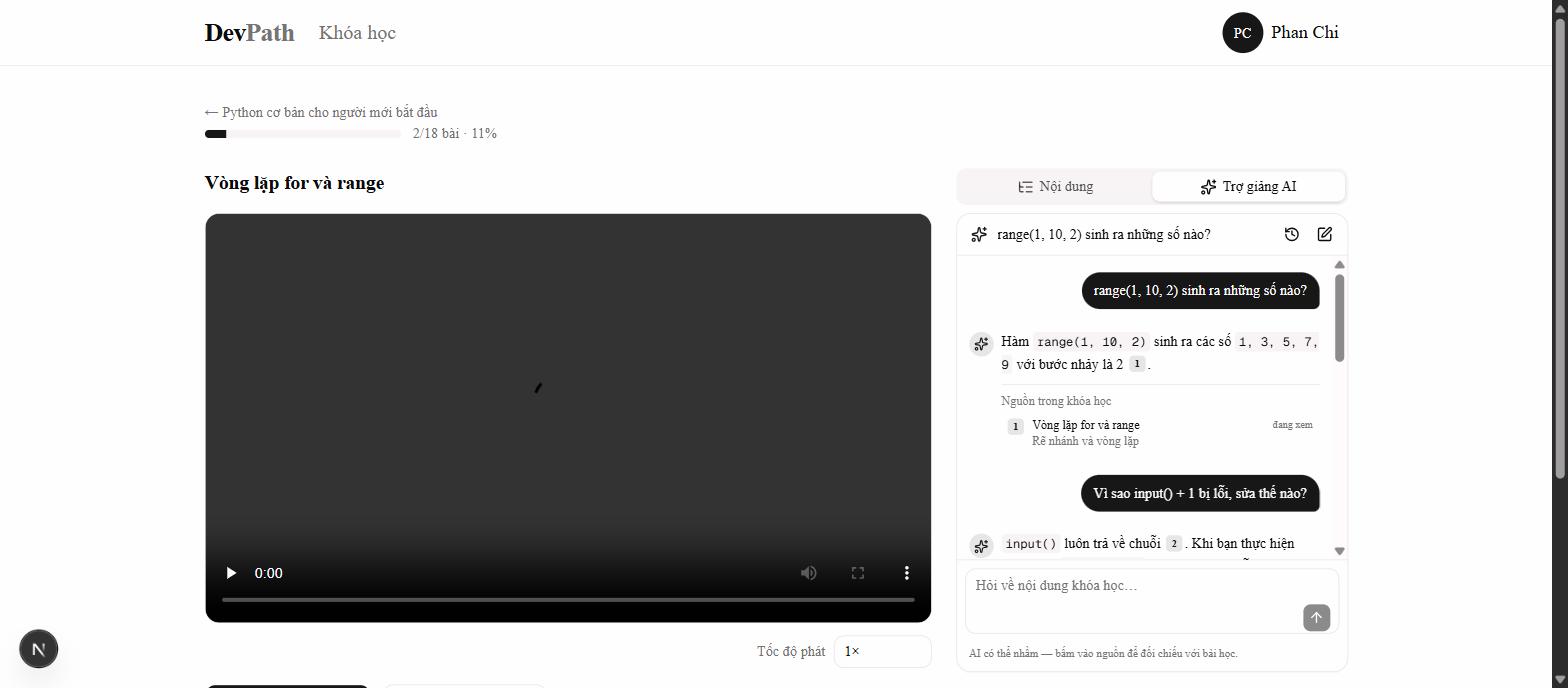 DevPath
Khóa học
PC
Phan Chi
← Python cơ bản cho người mới bắt đầu
2/18 bài · 11%
Vòng lặp for và range
0:00
Tốc độ phát
1×
Nội dung
Trợ giảng AI
range(1, 10, 2) sinh ra những số nào?
range(1, 10, 2) sinh ra những số nào?
Hàm range(1, 10, 2) sinh ra các số 1, 3, 5, 7,
9 với bước nhảy là 2 1 .
Nguồn trong khóa học
1 Vòng lặp for và range đang xem
Rẽ nhánh và vòng lặp
Vì sao input() + 1 bị lỗi, sửa thế nào?
input() luôn trả về chuỗi 2 . Khi bạn thực hiện
Hỏi về nội dung khóa học…
AI có thể nhầm — bấm vào nguồn để đối chiếu với bài học.
N